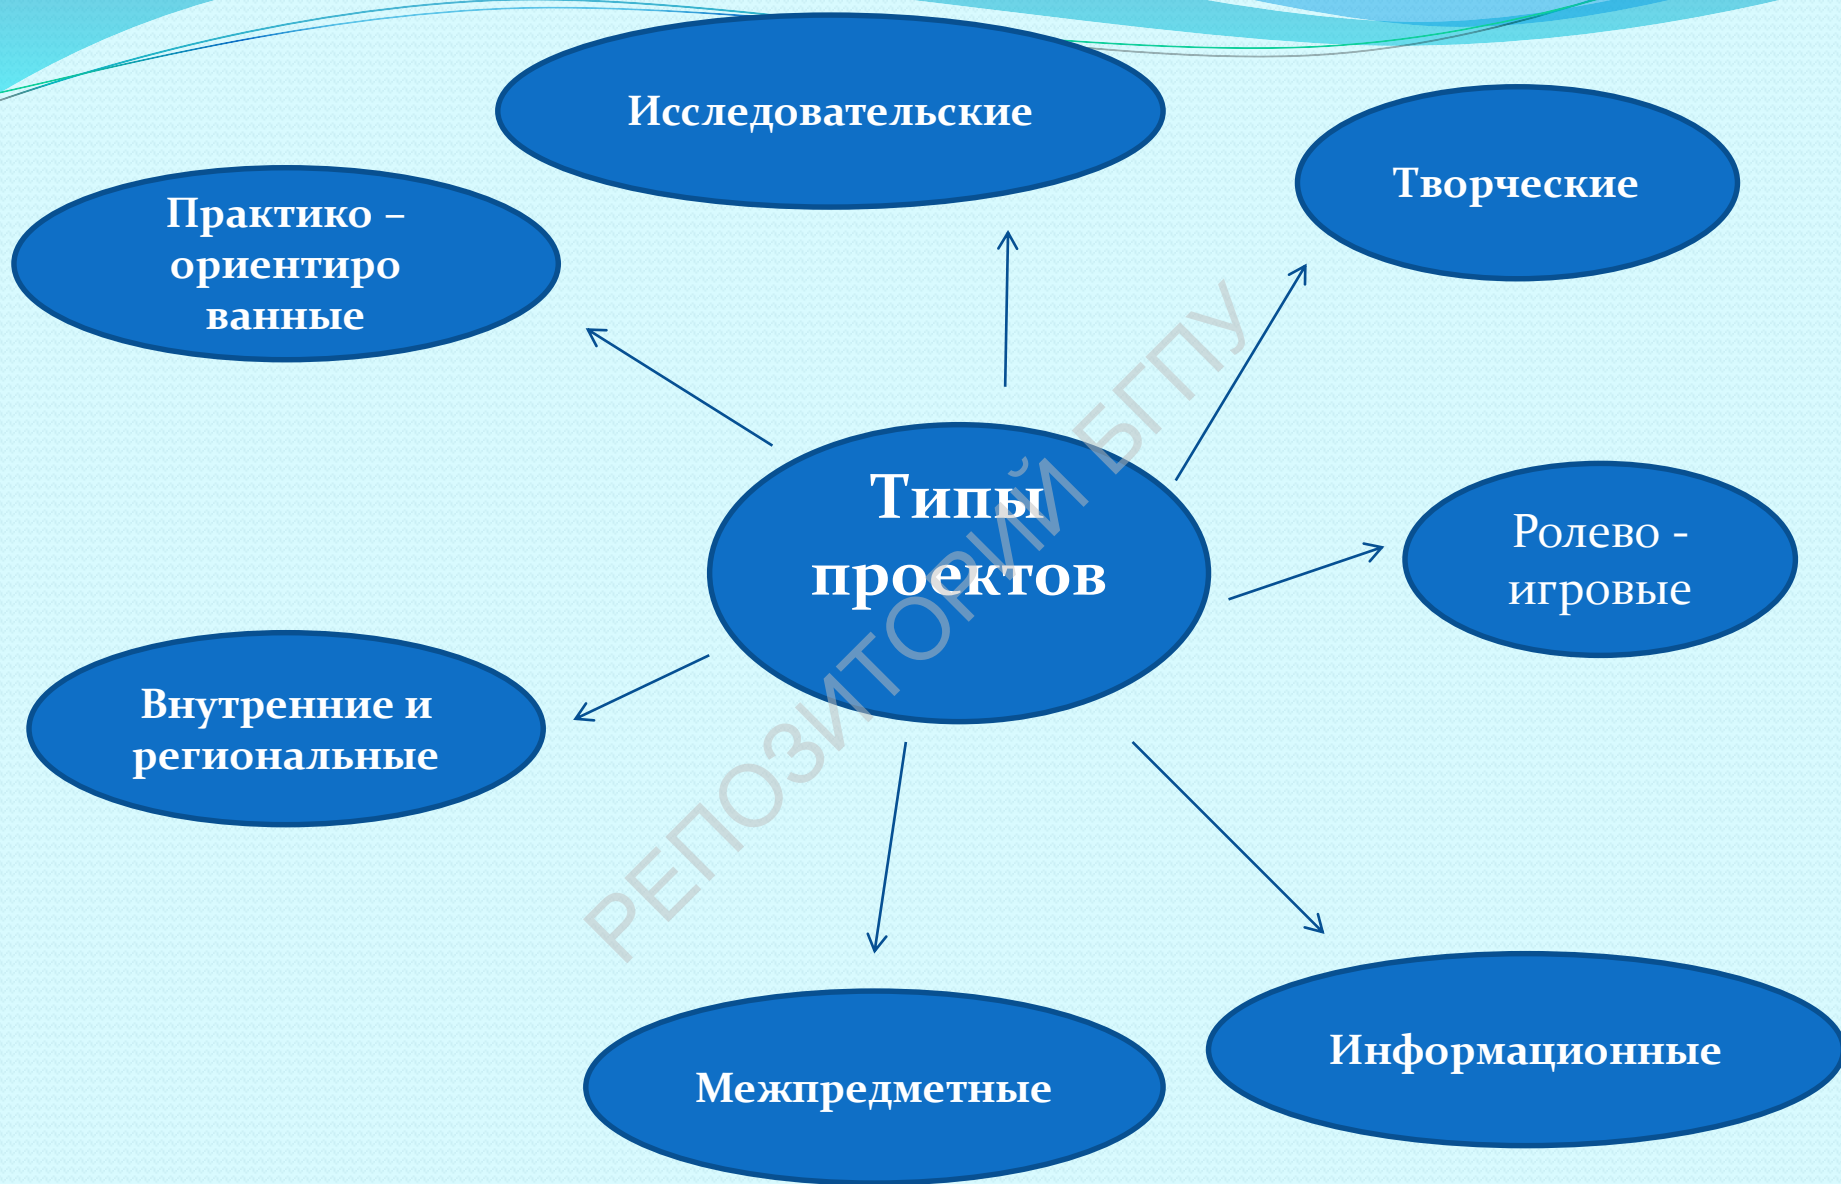 Исследовательские
Творческие
Практико –
ориентиро
ванные
Типы
проектов
Ролево -
игровые
Внутренние и
региональные
Межпредметные
Информационные
РЕПОЗИТОРИЙ БГПУ